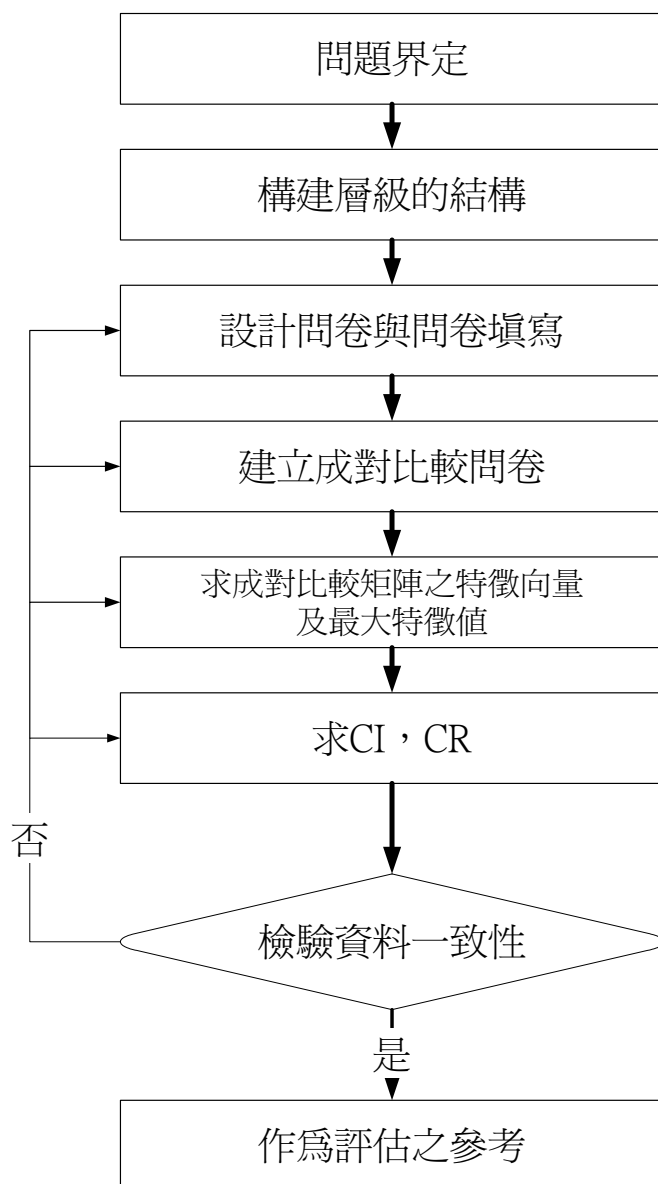 問題界定
構建層級的結構
設計問卷與問卷塡寫
建立成對比較問卷
求成對比較矩陣之特徵向量
及最大特徵値
求CI，CR
否
檢驗資料一致性
是
作爲評估之參考